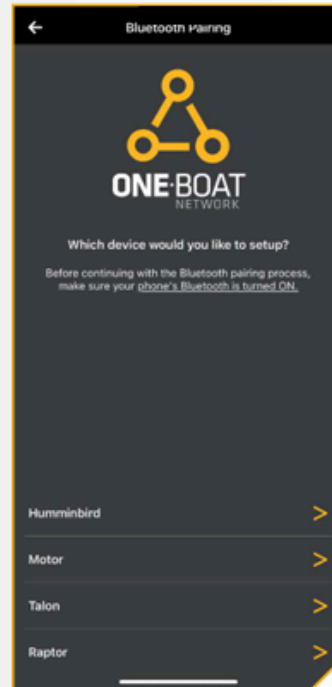 Bluetooth Pairing
ONE·BOAT
NETWORK
Which device would you like to setup?
Before continuing with the Bluetooth pairing process,
make sure your phone's Bluetooth is turned ON.
Humminbird
Motor
Talon
Raptor